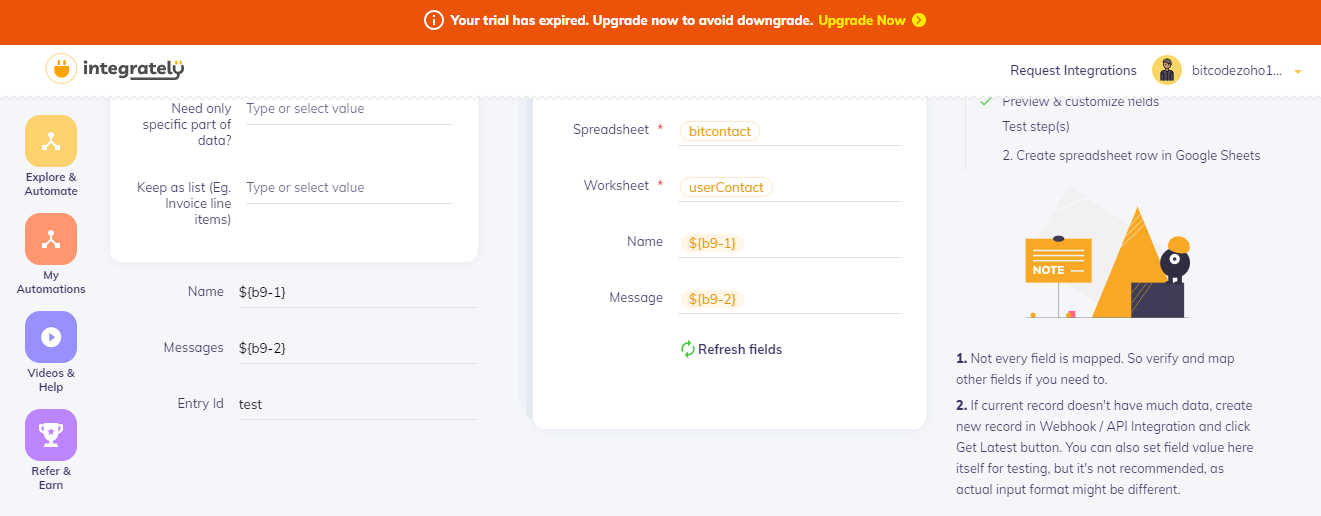 Your trial has expired. Upgrade now to avoid downgrade. Upgrade Now
integrately
Request Integrations
bitcodezoho1...
Explore &
Automate
My
Automations
Videos &
Help
Refer &
Earn
Need only
specific part of
data?
Type or select value
Keep as list (Eg.
Invoice line
items)
Type or select value
Name ${b9-1}
Messages ${b9-2}
Entry Id test
Spreadsheet * bitcontact
Worksheet * userContact
Name ${b9-1}
Message ${b9-2}
Refresh fields
Preview & customize fields
Test step(s)
2. Create spreadsheet row in Google Sheets
NOTE
1. Not every field is mapped. So verify and map
other fields if you need to.
2. If current record doesn't have much data, create
new record in Webhook / API Integration and click
Get Latest button. You can also set field value here
itself for testing, but it's not recommended, as
actual input format might be different.